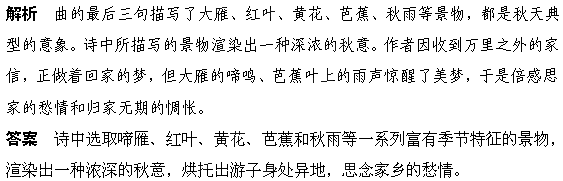 解析　曲的最后三句描写了大雁、红叶、黄花、芭蕉、秋雨等景物，都是秋天典
型的意象。诗中所描写的景物渲染出一种深浓的秋意。作者因收到万里之外的家
信，正做着回家的梦，但大雁的啼鸣、芭蕉叶上的雨声惊醒了美梦，于是倍感思
家的愁情和归家无期的惆怅。
答案　诗中选取啼雁、红叶、黄花、芭蕉和秋雨等一系列富有季节特征的景物，
渲染出一种浓深的秋意，烘托出游子身处异地，思念家乡的愁情。